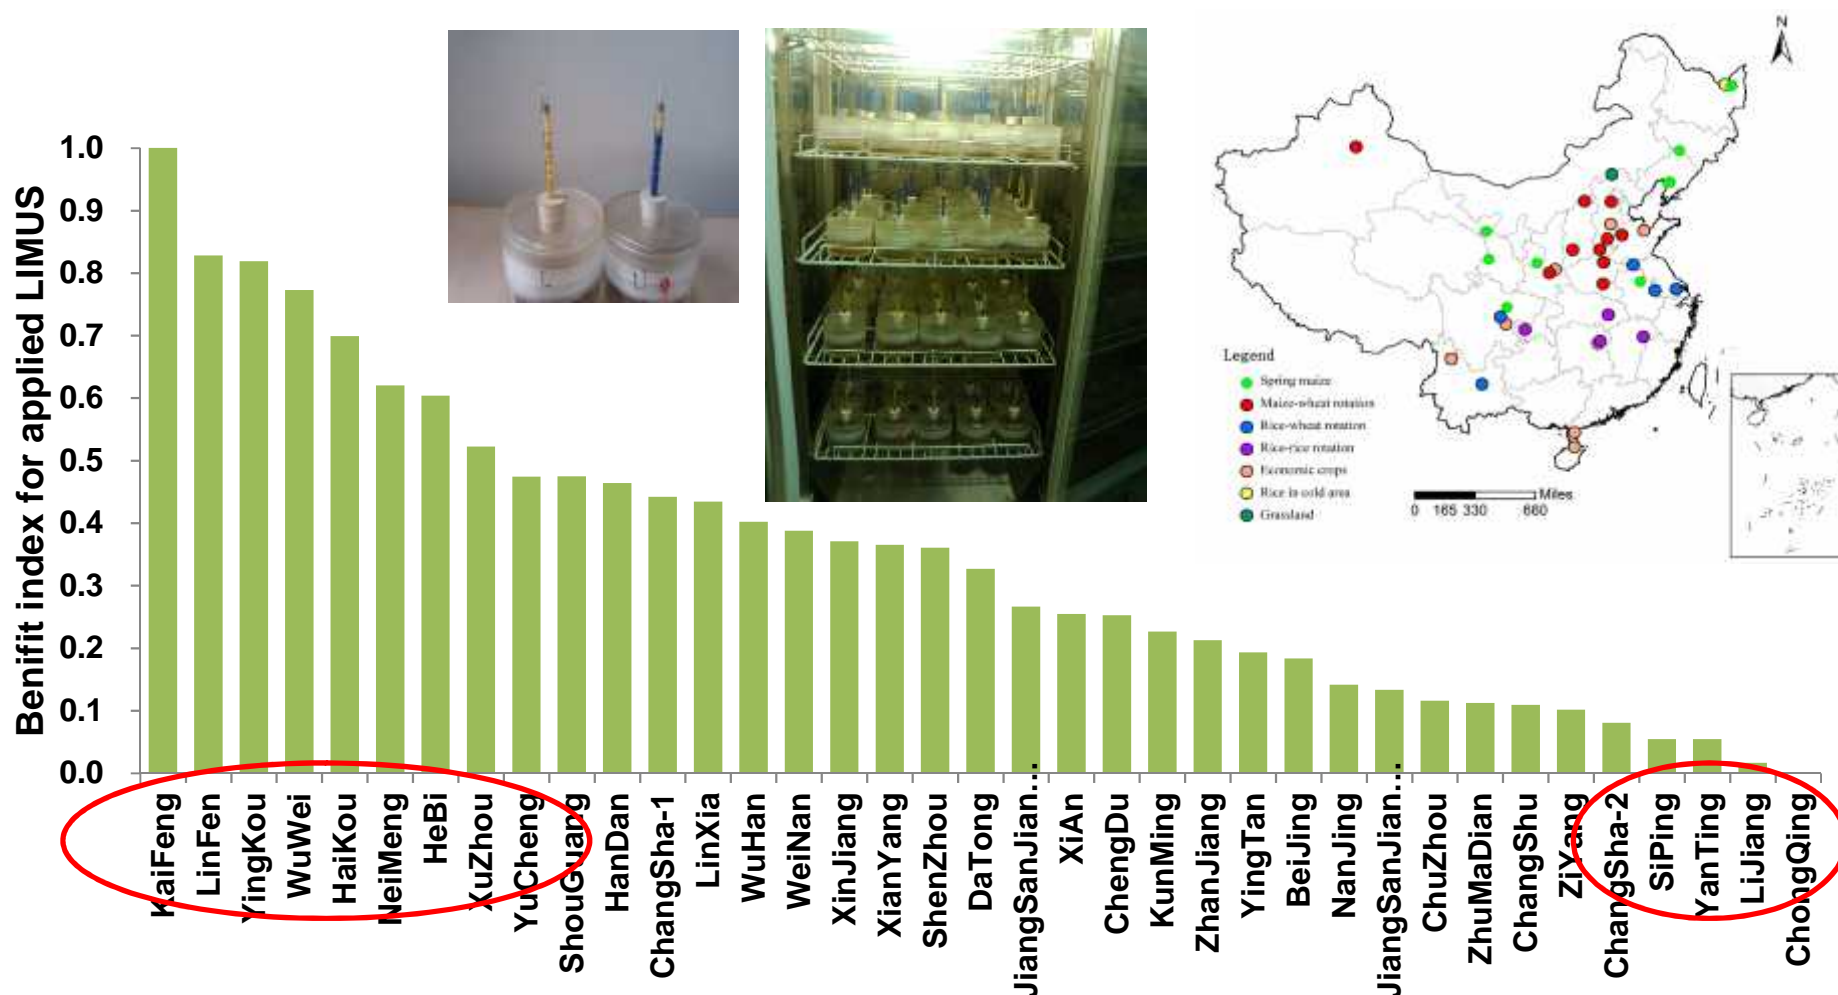 Benifit index for applied LIMUS
1.0
0.9
0.8
0.7
0.6
0.5
0.4
0.3
0.2
0.1
0.0
KaiFeng
LinFen
YingKou
WuWei
HaiKou
NeiMeng
HeBi
XuZhou
YuCheng
ShouGuang
HanDan
ChangSha-1
LinXia
WuHan
WeiNan
XinJiang
XianYang
ShenZhou
DaTong
JiangSanJian...
XiAn
ChengDu
KunMing
ZhanJiang
YingTan
BeiJing
NanJing
JiangSanJian...
ChuZhou
ZhuMaDian
ChangShu
ZiYang
ChangSha-2
SiPing
YanTing
LiJiang
ChongQing
N
Legend
Spring maize
Maize-wheat rotation
Rice-wheat rotation
Rice-rice rotation
Economic crops
Rice in cold area
Grassland
Miles
0 165 330 660